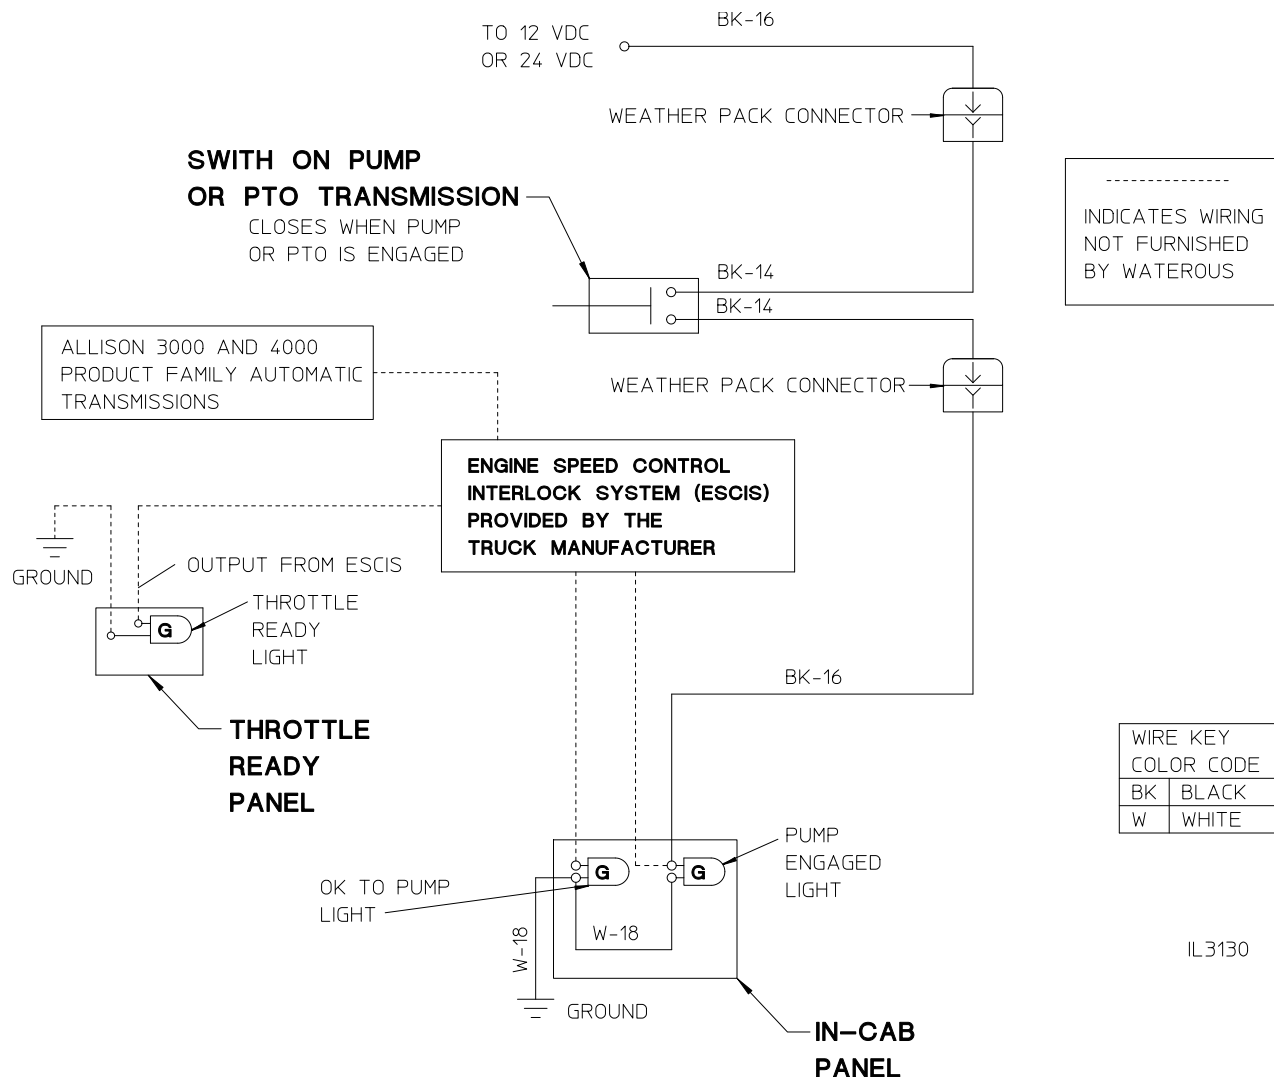 BK-16
TO 12 VDC
OR 24 VDC
WEATHER PACK CONNECTOR
SWITH ON PUMP
OR PTO TRANSMISSION
CLOSES WHEN PUMP
OR PTO IS ENGAGED
INDICATES WIRING
NOT FURNISHED
BY WATEROUS
BK-14
BK-14
ALLISON 3000 AND 4000
PRODUCT FAMILY AUTOMATIC
TRANSMISSIONS
WEATHER PACK CONNECTOR
ENGINE SPEED CONTROL
INTERLOCK SYSTEM (ESCIS)
PROVIDED BY THE
TRUCK MANUFACTURER
GROUND
OUTPUT FROM ESCIS
THROTTLE
READY
LIGHT
G
BK-16
THROTTLE
READY
PANEL
WIRE KEY
COLOR CODE
BK BLACK
W WHITE
PUMP
ENGAGED
LIGHT
G
G
OK TO PUMP
LIGHT
W-18
W-18
GROUND
IL3130
IN-CAB
PANEL